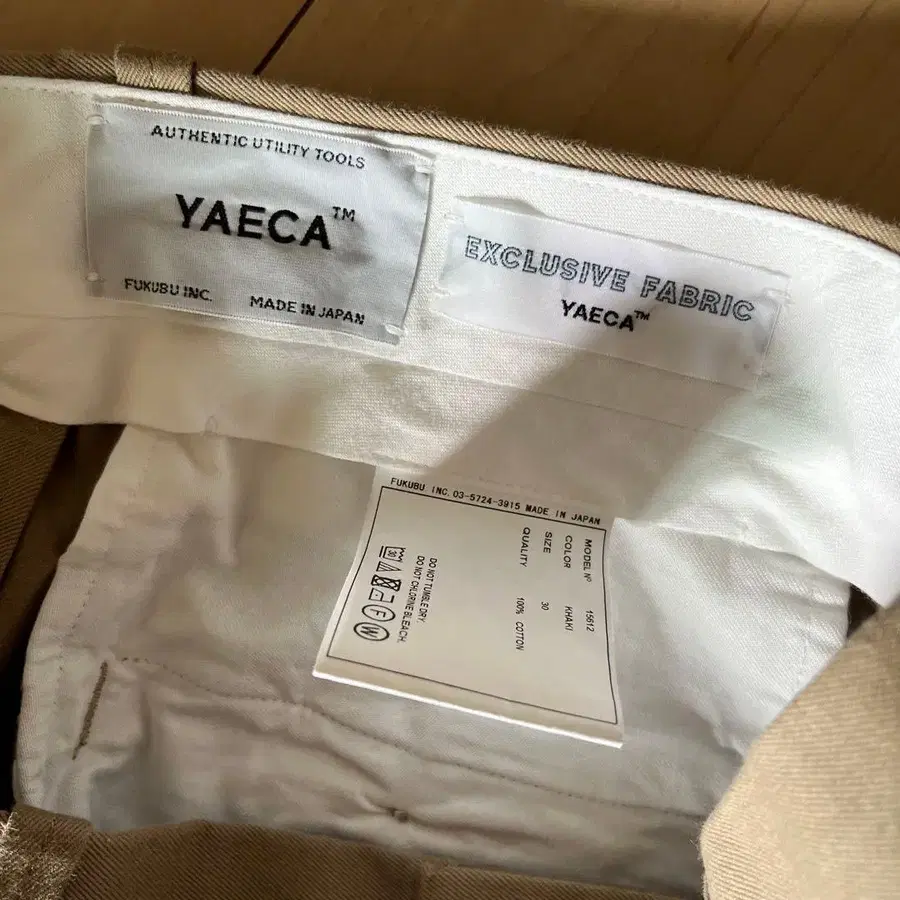 AUTHENTIC UTILITY TOOLS
YAECA™
FUKUBU INC. MADE IN JAPAN
EXCLUSIVE FABRIC
YAECA™
FUKUBU INC. 03-5724-3915 MADE IN JAPAN
MODEL Nº 15612
COLOR KHAKI
SIZE 30
QUALITY 100% COTTON
DO NOT TUMBLE DRY.
DO NOT CHLORINE BLEACH.
30 F W